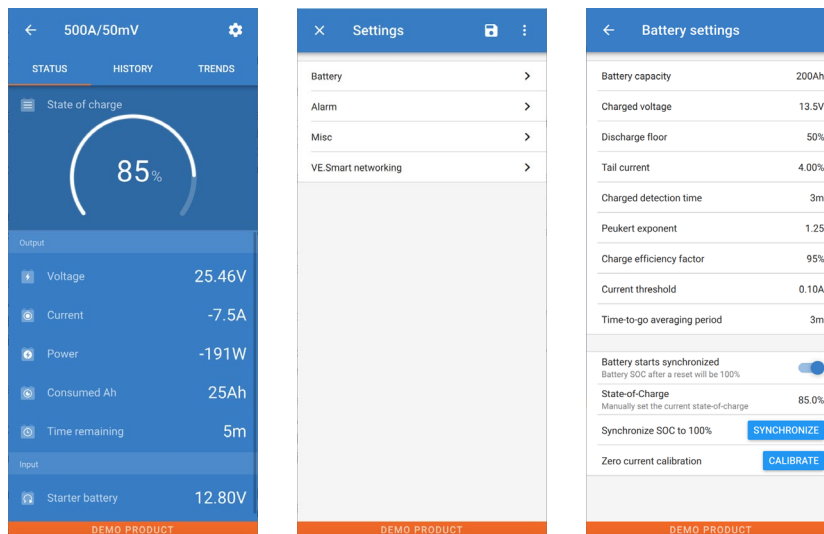 500A/50mV
STATUS HISTORY TRENDS
State of charge
85%
Output
Voltage 25.46V
Current -7.5A
Power -191W
Consumed Ah 25Ah
Time remaining 5m
Input
Starter battery 12.80V
DEMO PRODUCT
Settings
Battery
Alarm
Misc
VE.Smart networking
DEMO PRODUCT
Battery settings
Battery capacity 200Ah
Charged voltage 13.5V
Discharge floor 50%
Tail current 4.00%
Charged detection time 3m
Peukert exponent 1.25
Charge efficiency factor 95%
Current threshold 0.10A
Time-to-go averaging period 3m
Battery starts synchronized
Battery SOC after a reset will be 100%
State-of-Charge 85.0%
Manually set the current state-of-charge
Synchronize SOC to 100% SYNCHRONIZE
Zero current calibration CALIBRATE
DEMO PRODUCT